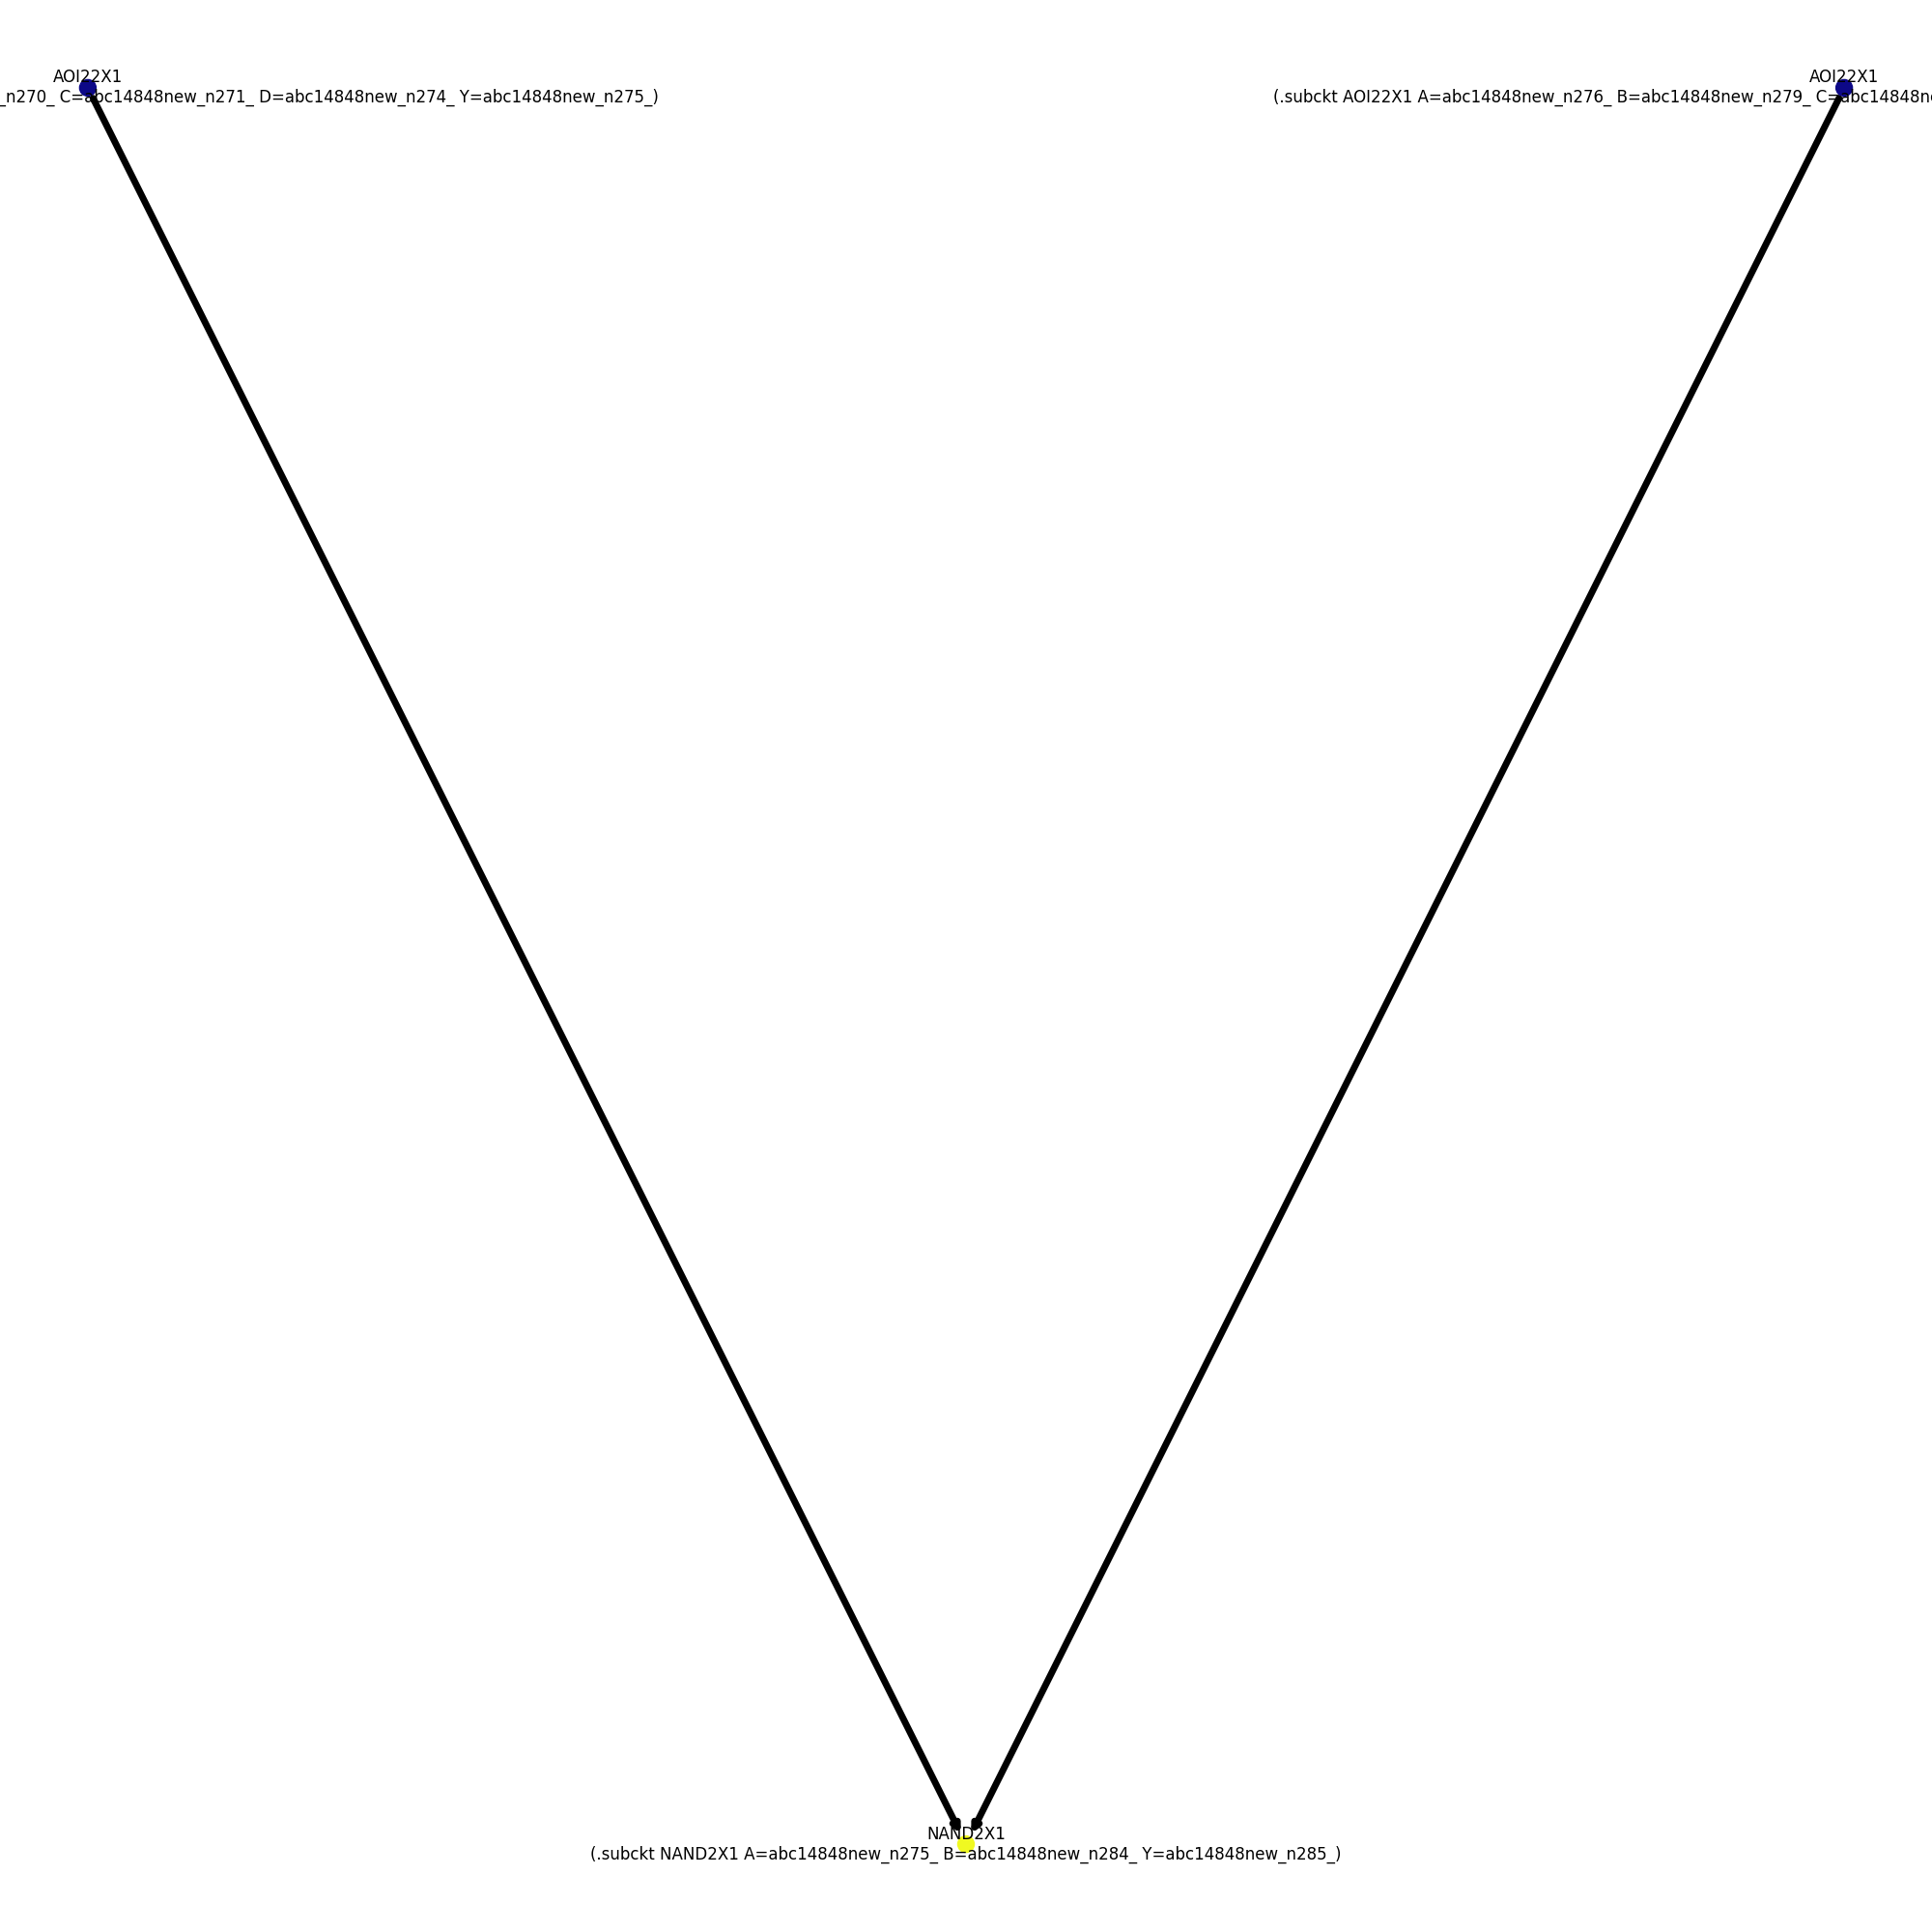 AOI22X1
_n270_ C=abc14848new_n271_ D=abc14848new_n274_ Y=abc14848new_n275_)
AOI22X1
(.subckt AOI22X1 A=abc14848new_n276_ B=abc14848new_n279_ C=abc14848n
NAND2X1
(.subckt NAND2X1 A=abc14848new_n275_ B=abc14848new_n284_ Y=abc14848new_n285_)